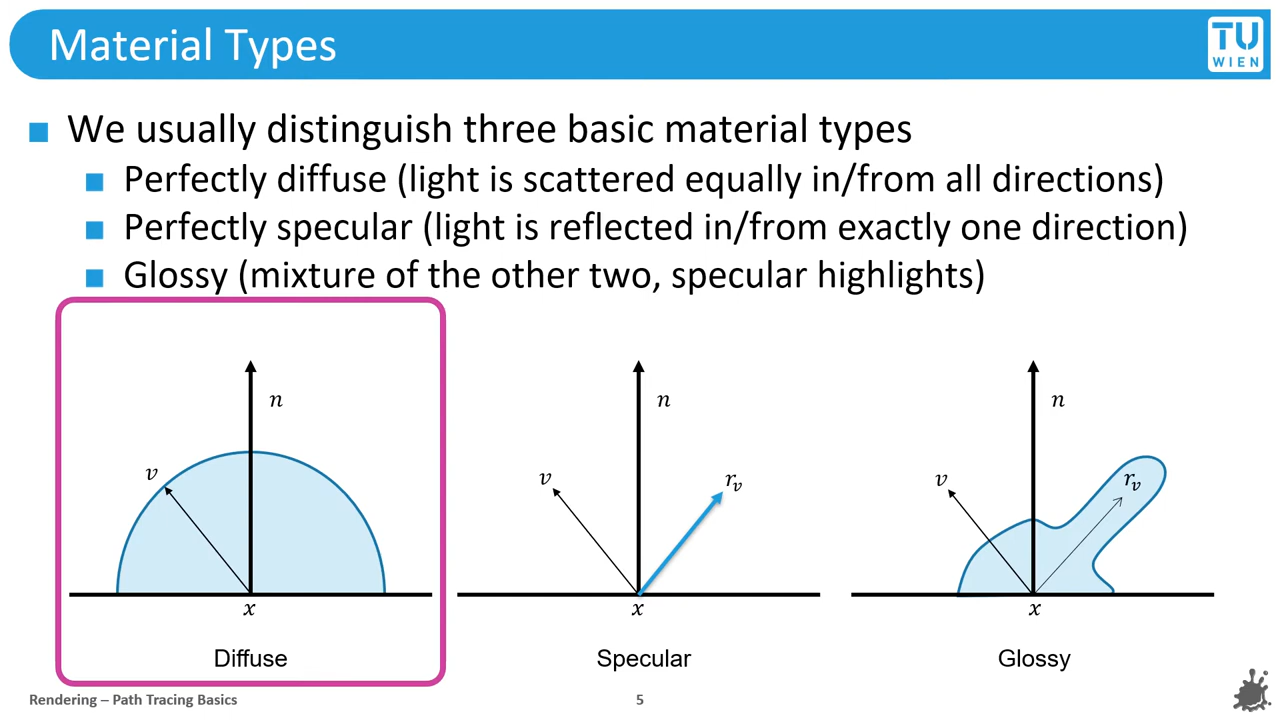 Material Types
TU
WIEN
We usually distinguish three basic material types
Perfectly diffuse (light is scattered equally in/from all directions)
Perfectly specular (light is reflected in/from exactly one direction)
Glossy (mixture of the other two, specular highlights)
n
v
x
Diffuse
n
v
r_v
x
Specular
n
v
r_v
x
Glossy
Rendering – Path Tracing Basics
5